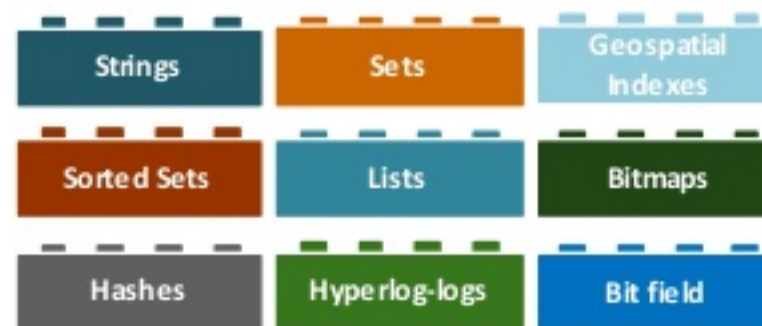 Strings
Sets
Geospatial
Indexes
Sorted Sets
Lists
Bitmaps
Hashes
Hyperlog-logs
Bit field